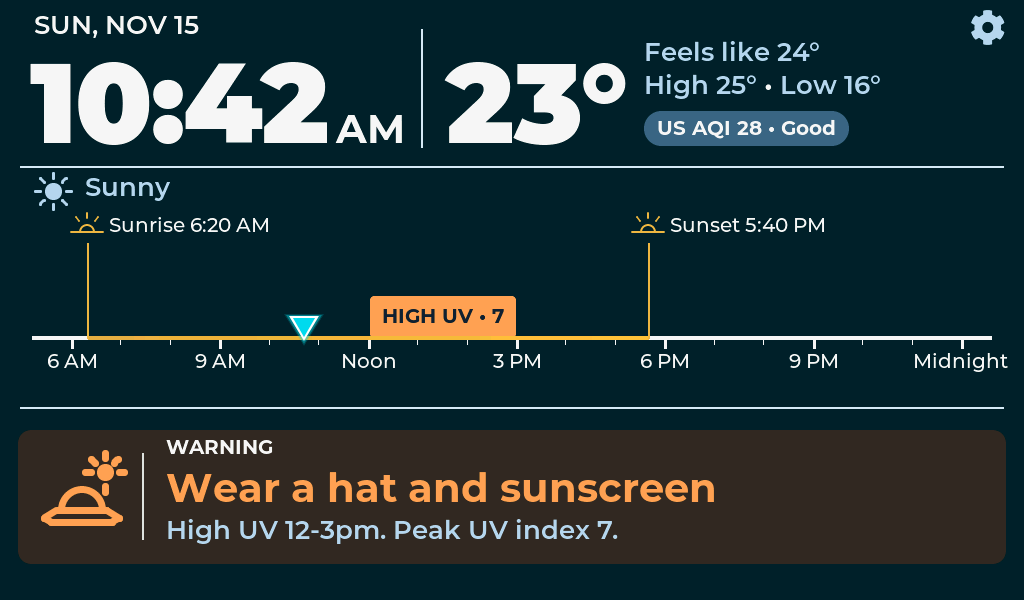 SUN, NOV 15
10:42 AM
23°
Feels like 24°
High 25° • Low 16°
US AQI 28 • Good
Sunny
Sunrise 6:20 AM
Sunset 5:40 PM
HIGH UV • 7
6 AM 9 AM Noon 3 PM 6 PM 9 PM Midnight
WARNING
Wear a hat and sunscreen
High UV 12-3pm. Peak UV index 7.